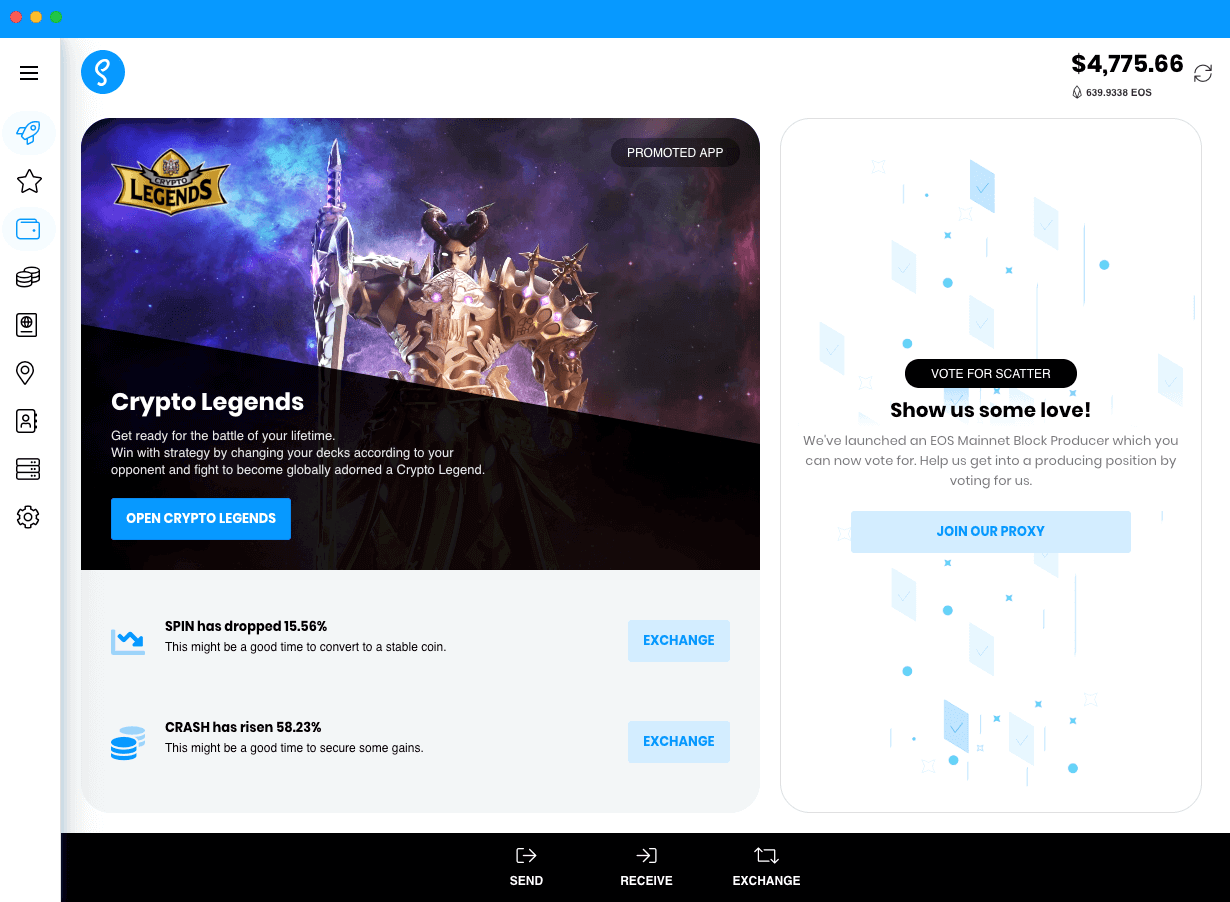 $4,775.66
639.9338 EOS
CRYPTO
LEGENDS
PROMOTED APP
Crypto Legends
Get ready for the battle of your lifetime.
Win with strategy by changing your decks according to your
opponent and fight to become globally adorned a Crypto Legend.
OPEN CRYPTO LEGENDS
SPIN has dropped 15.56%
This might be a good time to convert to a stable coin.
EXCHANGE
CRASH has risen 58.23%
This might be a good time to secure some gains.
EXCHANGE
VOTE FOR SCATTER
Show us some love!
We've launched an EOS Mainnet Block Producer which you
can now vote for. Help us get into a producing position by
voting for us.
JOIN OUR PROXY
SEND
RECEIVE
EXCHANGE